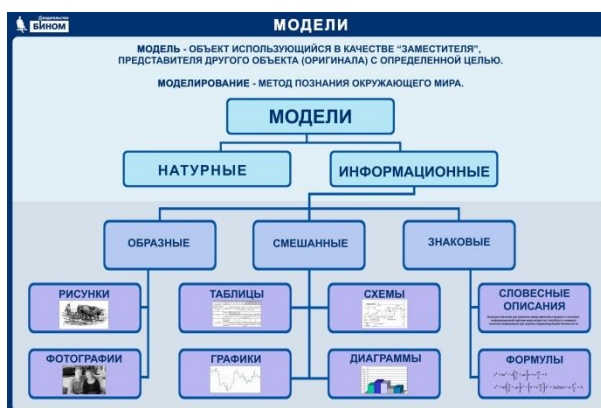 БИНОМ
МОДЕЛИ
МОДЕЛЬ - ОБЪЕКТ ИСПОЛЬЗУЮЩИЙСЯ В КАЧЕСТВЕ “ЗАМЕСТИТЕЛЯ”,
ПРЕДСТАВИТЕЛЯ ДРУГОГО ОБЪЕКТА (ОРИГИНАЛА) С ОПРЕДЕЛЕННОЙ ЦЕЛЬЮ.
МОДЕЛИРОВАНИЕ - МЕТОД ПОЗНАНИЯ ОКРУЖАЮЩЕГО МИРА.
МОДЕЛИ
НАТУРНЫЕ
ИНФОРМАЦИОННЫЕ
ОБРАЗНЫЕ
СМЕШАННЫЕ
ЗНАКОВЫЕ
РИСУНКИ
ТАБЛИЦЫ
СХЕМЫ
СЛОВЕСНЫЕ
ОПИСАНИЯ
ФОТОГРАФИИ
ГРАФИКИ
ДИАГРАММЫ
ФОРМУЛЫ